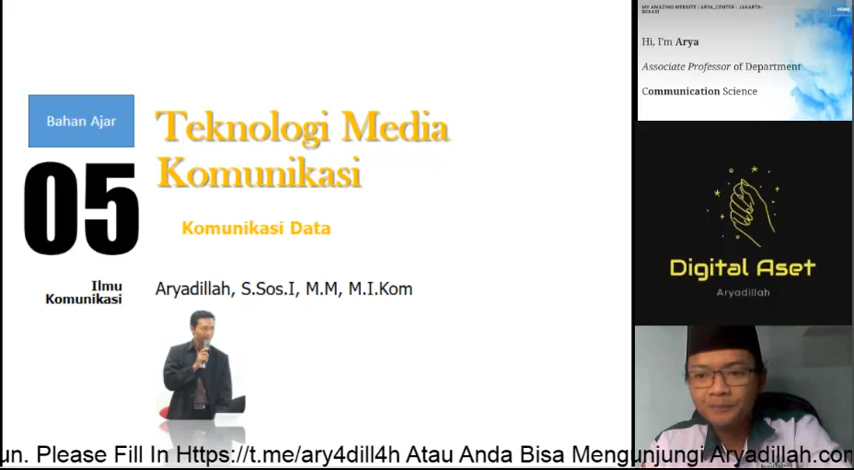 Bahan Ajar
05
Ilmu
Komunikasi
Teknologi Media
Komunikasi
Komunikasi Data
Aryadillah, S.Sos.I, M.M, M.I.Kom
MY AMAZING WEBSITE | ARYA_CENTER | JAKARTA-
BEKASI
HOME
Hi, I'm Arya
Associate Professor of Department
Communication Science
Digital Aset
Aryadillah
un. Please Fill In Https://t.me/ary4dill4h Atau Anda Bisa Mengunjungi Aryadillah.com